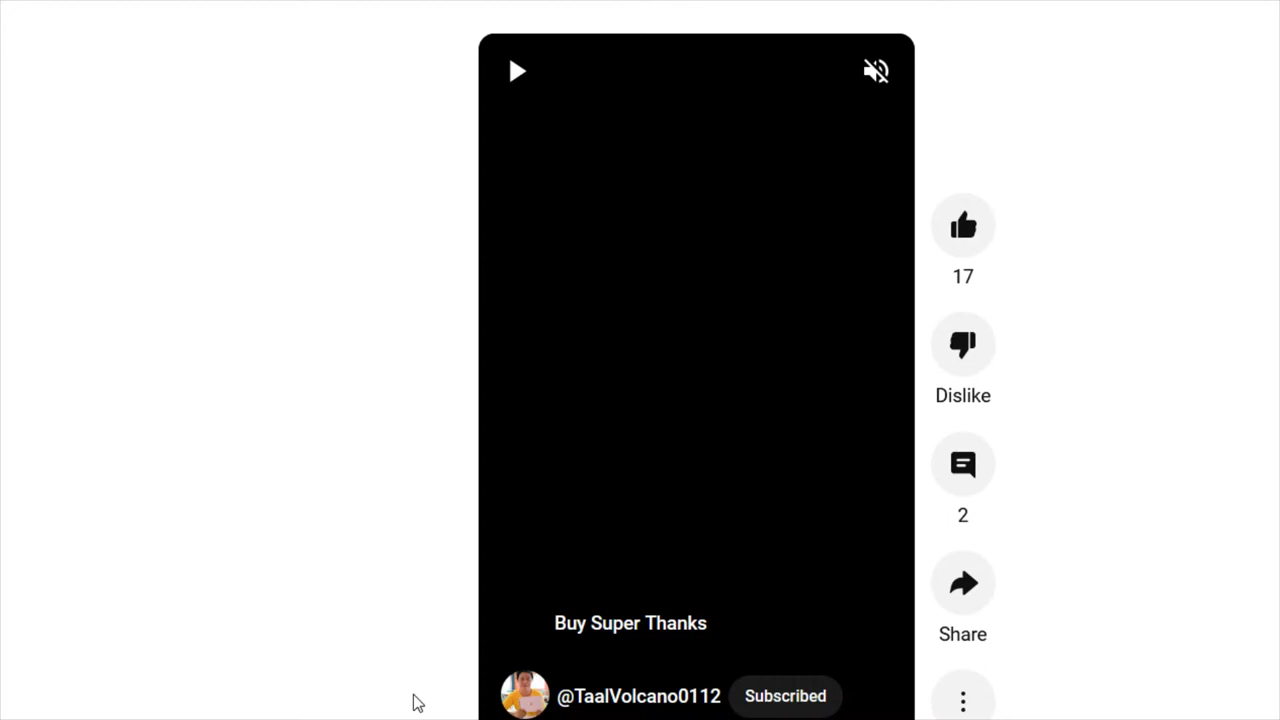 17
Dislike
2
Share
Buy Super Thanks
@TaalVolcano0112 Subscribed